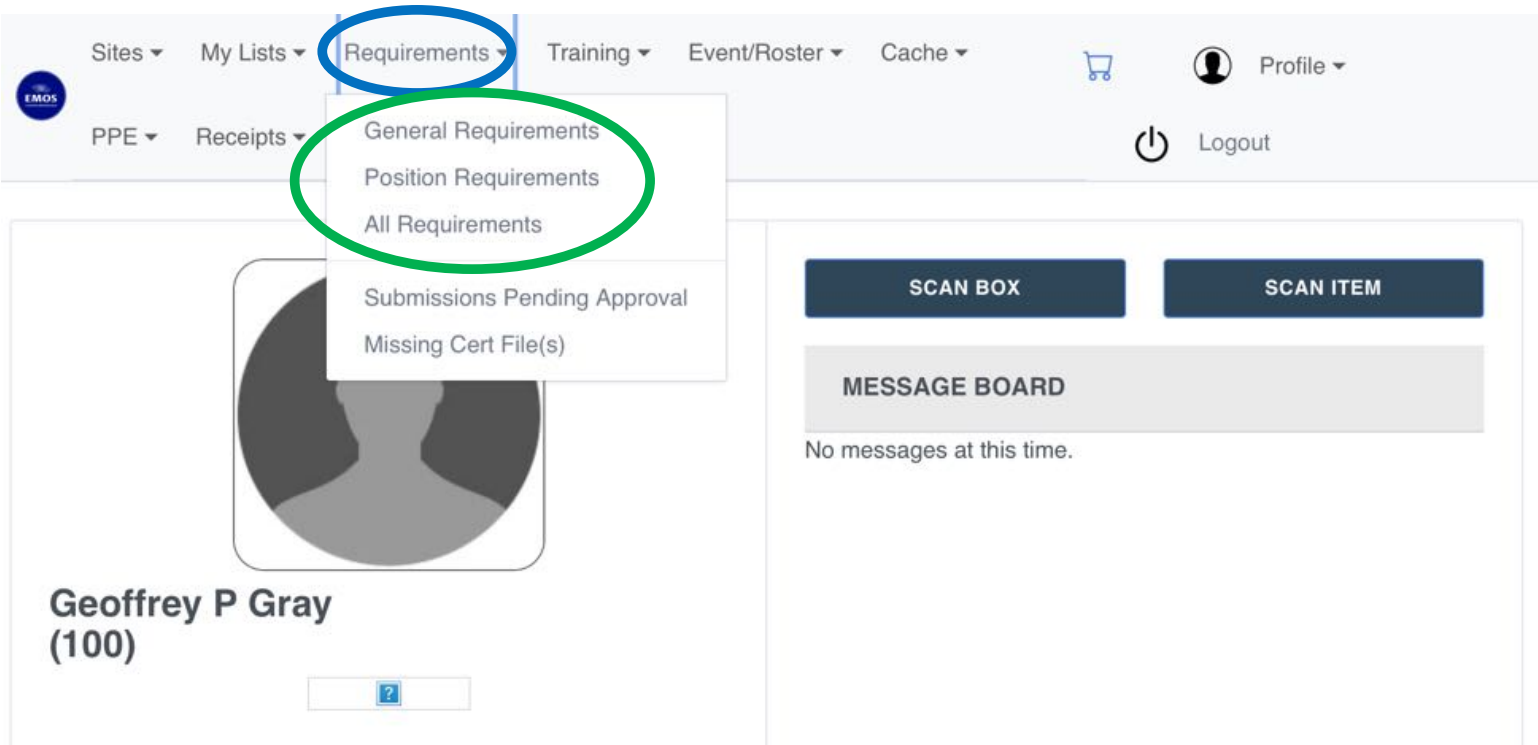 Sites My Lists Requirements Training Event/Roster Cache Profile
EMOS
PPE Receipts Logout
General Requirements
Position Requirements
All Requirements
Submissions Pending Approval
Missing Cert File(s)
SCAN BOX SCAN ITEM
MESSAGE BOARD
No messages at this time.
Geoffrey P Gray
(100)
?